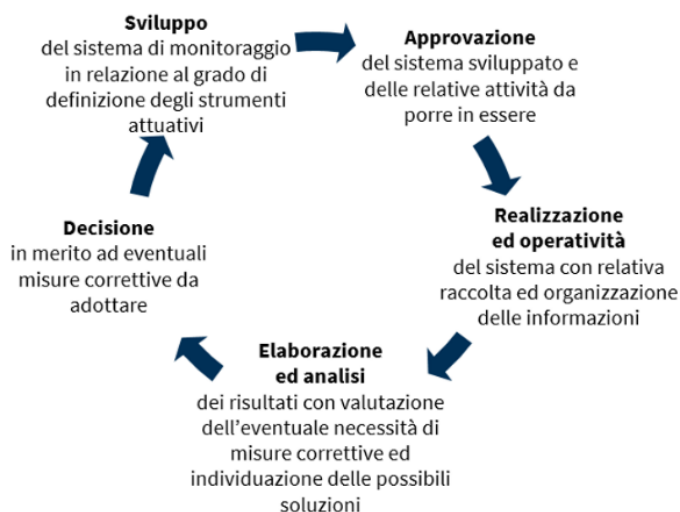 Sviluppo
del sistema di monitoraggio
in relazione al grado di
definizione degli strumenti
attuativi
Approvazione
del sistema sviluppato e
delle relative attività da
porre in essere
Realizzazione
ed operatività
del sistema con relativa
raccolta ed organizzazione
delle informazioni
Elaborazione
ed analisi
dei risultati con valutazione
dell'eventuale necessità di
misure correttive ed
individuazione delle possibili
soluzioni
Decisione
in merito ad eventuali
misure correttive da
adottare